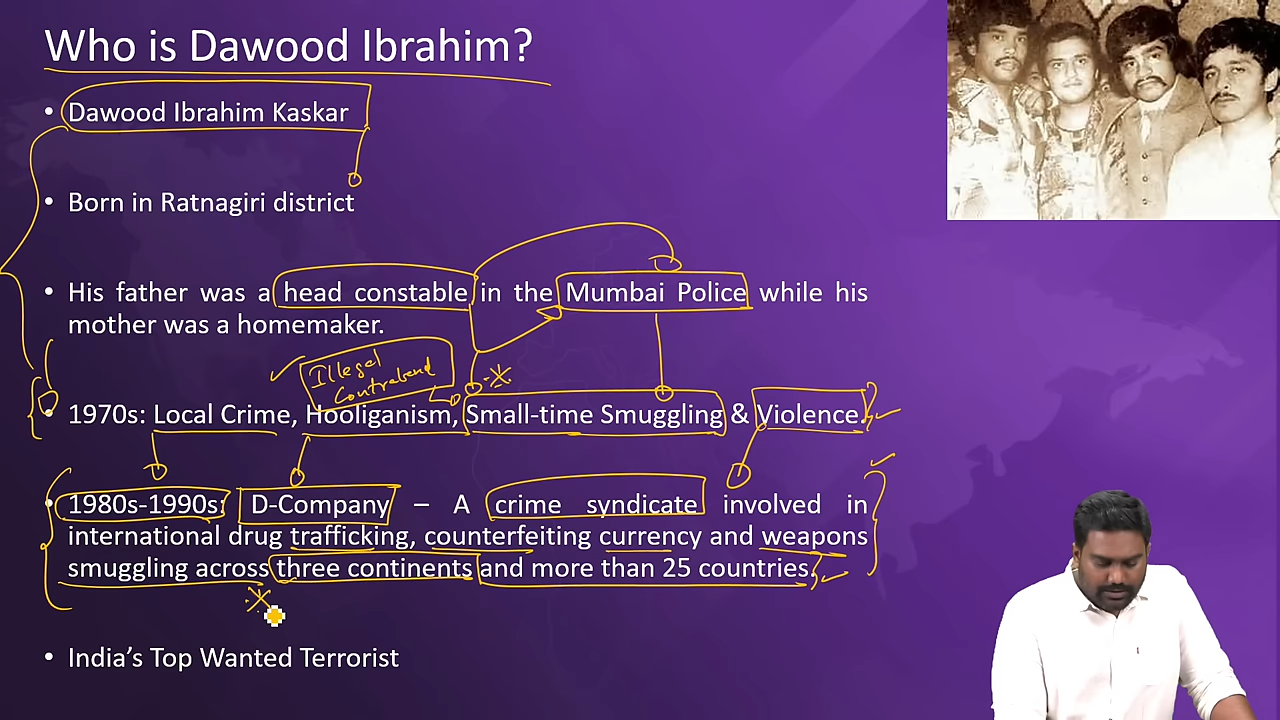 Who is Dawood Ibrahim?
• Dawood Ibrahim Kaskar
• Born in Ratnagiri district
• His father was a head constable in the Mumbai Police while his
mother was a homemaker.
Illegal
Contraband
• 1970s: Local Crime, Hooliganism, Small-time Smuggling & Violence
• 1980s-1990s: D-Company – A crime syndicate involved in
international drug trafficking, counterfeiting currency and weapons
smuggling across three continents and more than 25 countries.
• India’s Top Wanted Terrorist